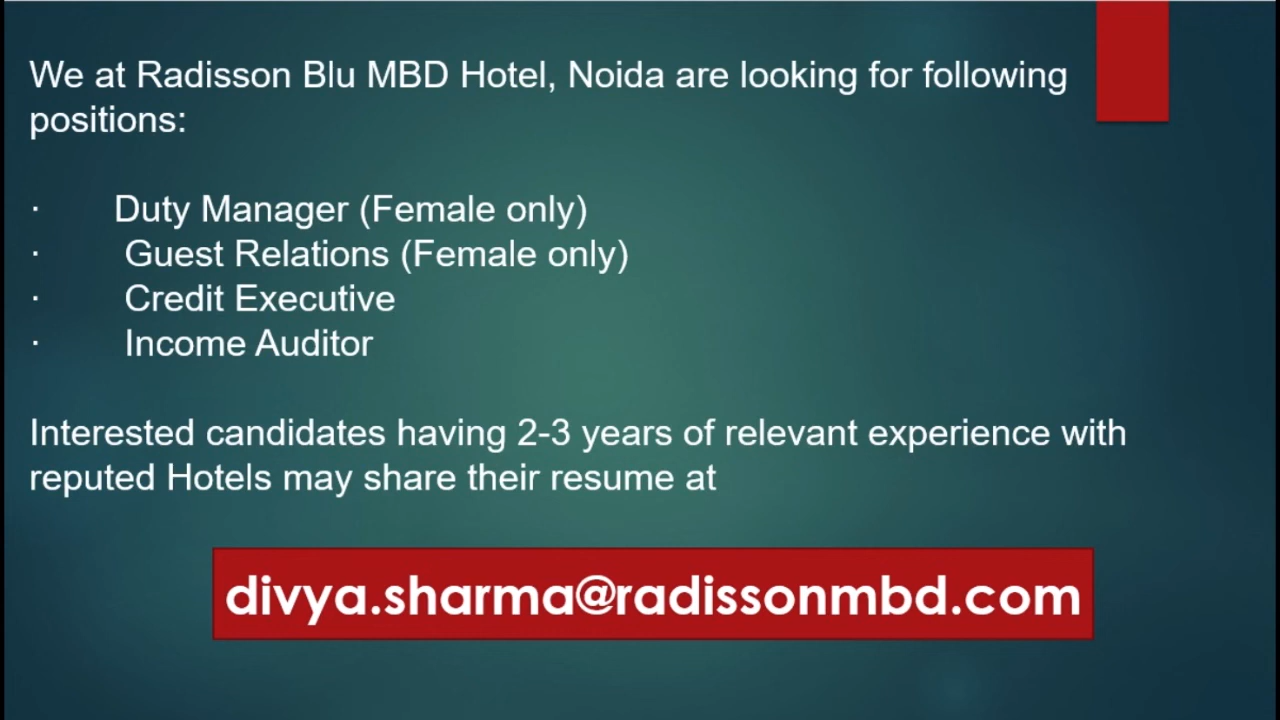 We at Radisson Blu MBD Hotel, Noida are looking for following
positions:
· Duty Manager (Female only)
· Guest Relations (Female only)
· Credit Executive
· Income Auditor
Interested candidates having 2-3 years of relevant experience with
reputed Hotels may share their resume at
divya.sharma@radissonmbd.com